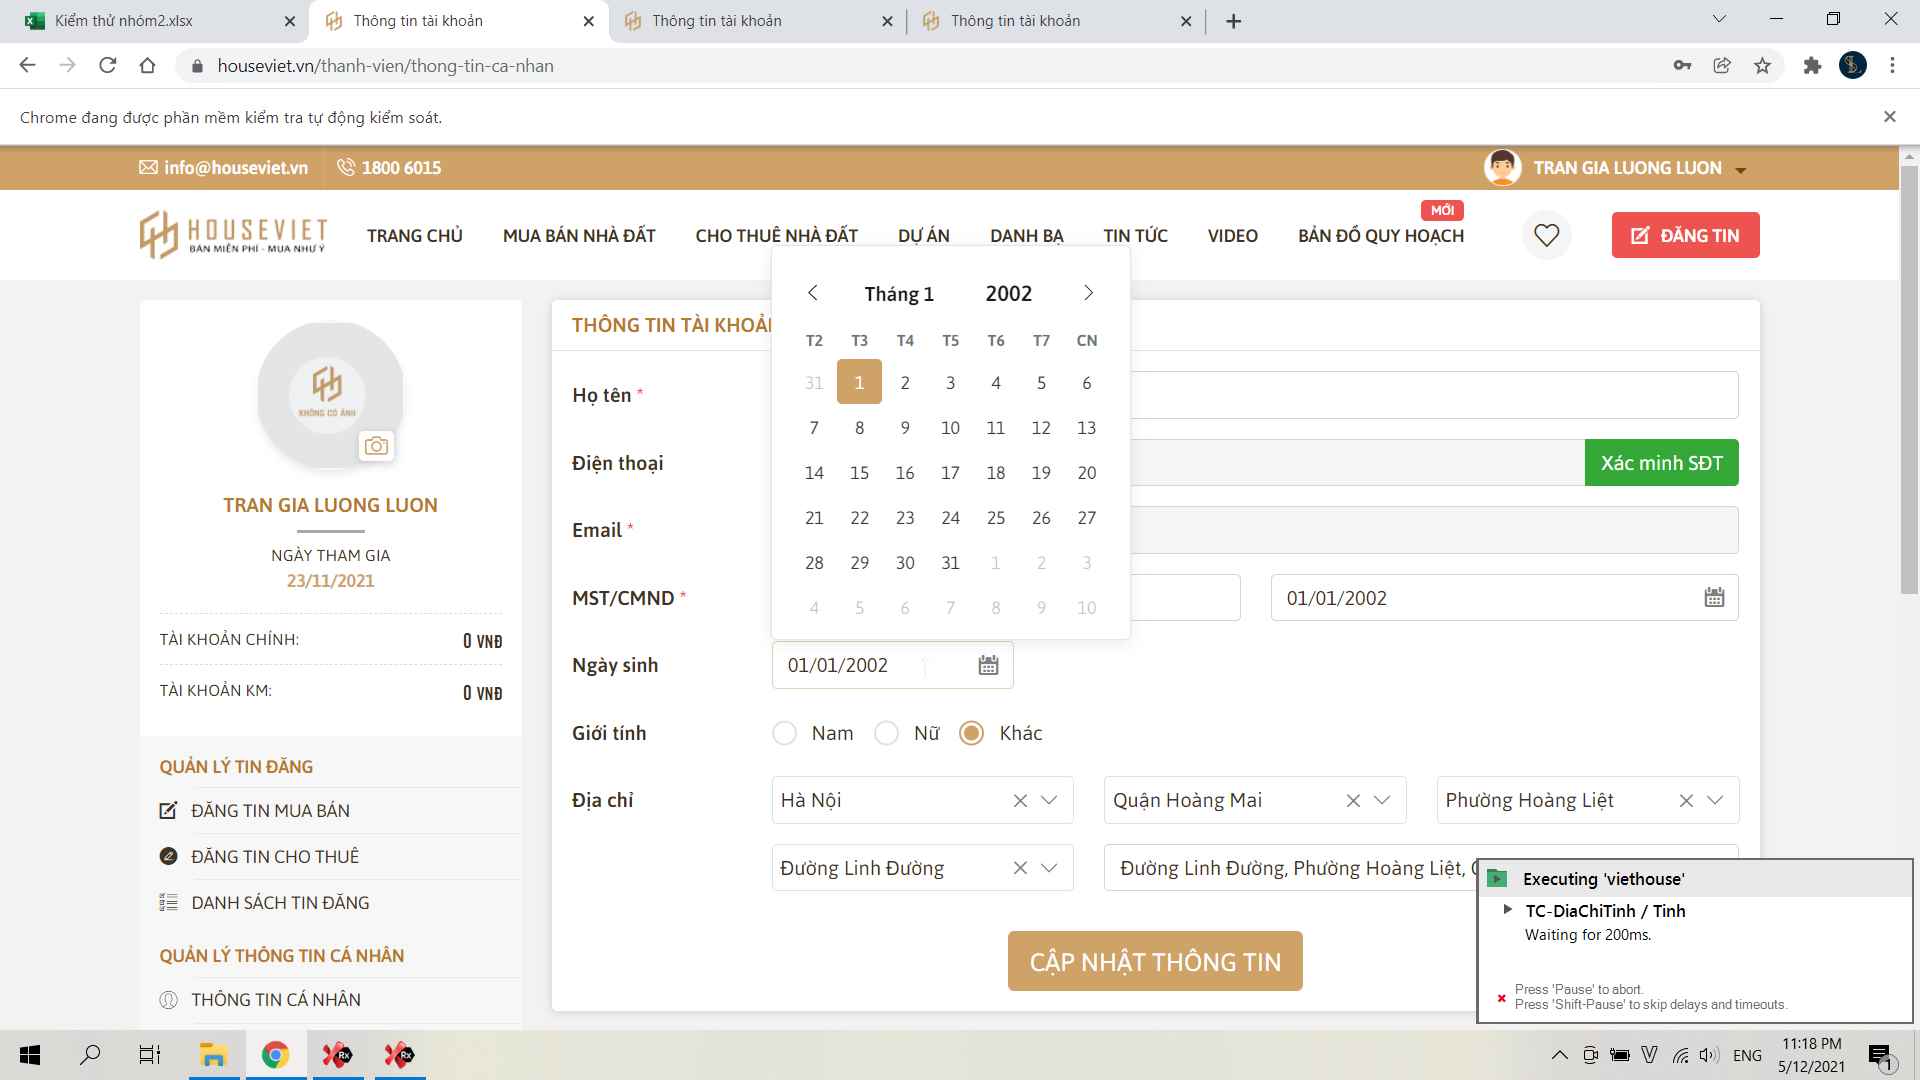 Kiểm thử nhóm2.xlsx
Thông tin tài khoản
Thông tin tài khoản
Thông tin tài khoản
houseviet.vn/thanh-vien/thong-tin-ca-nhan
Chrome đang được phần mềm kiểm tra tự động kiểm soát.
info@houseviet.vn
1800 6015
TRAN GIA LUONG LUON
HOUSEVIET
BÁN MIỄN PHÍ - MUA NHƯ Ý
TRANG CHỦ
MUA BÁN NHÀ ĐẤT
CHO THUÊ NHÀ ĐẤT
DỰ ÁN
DANH BẠ
TIN TỨC
VIDEO
BẢN ĐỒ QUY HOẠCH
MỚI
ĐĂNG TIN
KHÔNG CÓ ẢNH
TRAN GIA LUONG LUON
NGÀY THAM GIA
23/11/2021
TÀI KHOẢN CHÍNH: 0 VNĐ
TÀI KHOẢN KM: 0 VNĐ
QUẢN LÝ TIN ĐĂNG
ĐĂNG TIN MUA BÁN
ĐĂNG TIN CHO THUÊ
DANH SÁCH TIN ĐĂNG
QUẢN LÝ THÔNG TIN CÁ NHÂN
THÔNG TIN CÁ NHÂN
THÔNG TIN TÀI KHOẢ
Tháng 1 2002
T2 T3 T4 T5 T6 T7 CN
31 1 2 3 4 5 6
7 8 9 10 11 12 13
14 15 16 17 18 19 20
21 22 23 24 25 26 27
28 29 30 31 1 2 3
4 5 6 7 8 9 10
Họ tên *
Điện thoại
Xác minh SĐT
Email *
MST/CMND *
01/01/2002
Ngày sinh
01/01/2002
Giới tính
Nam
Nữ
Khác
Địa chỉ
Hà Nội
Quận Hoàng Mai
Phường Hoàng Liệt
Đường Linh Đường
Đường Linh Đường, Phường Hoàng Liệt,
CẬP NHẬT THÔNG TIN
Executing 'viethouse'
TC-DiaChiTinh / Tinh
Waiting for 200ms.
Press 'Pause' to abort.
Press 'Shift-Pause' to skip delays and timeouts.
Rx
Rx
ENG
11:18 PM
5/12/2021
1